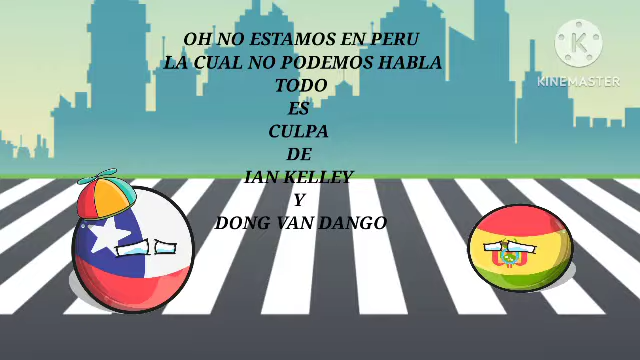 OH NO ESTAMOS EN PERU
LA CUAL NO PODEMOS HABLA
TODO
ES
CULPA
DE
IAN KELLEY
Y
DONG VAN DANGO
K
KINEMASTER